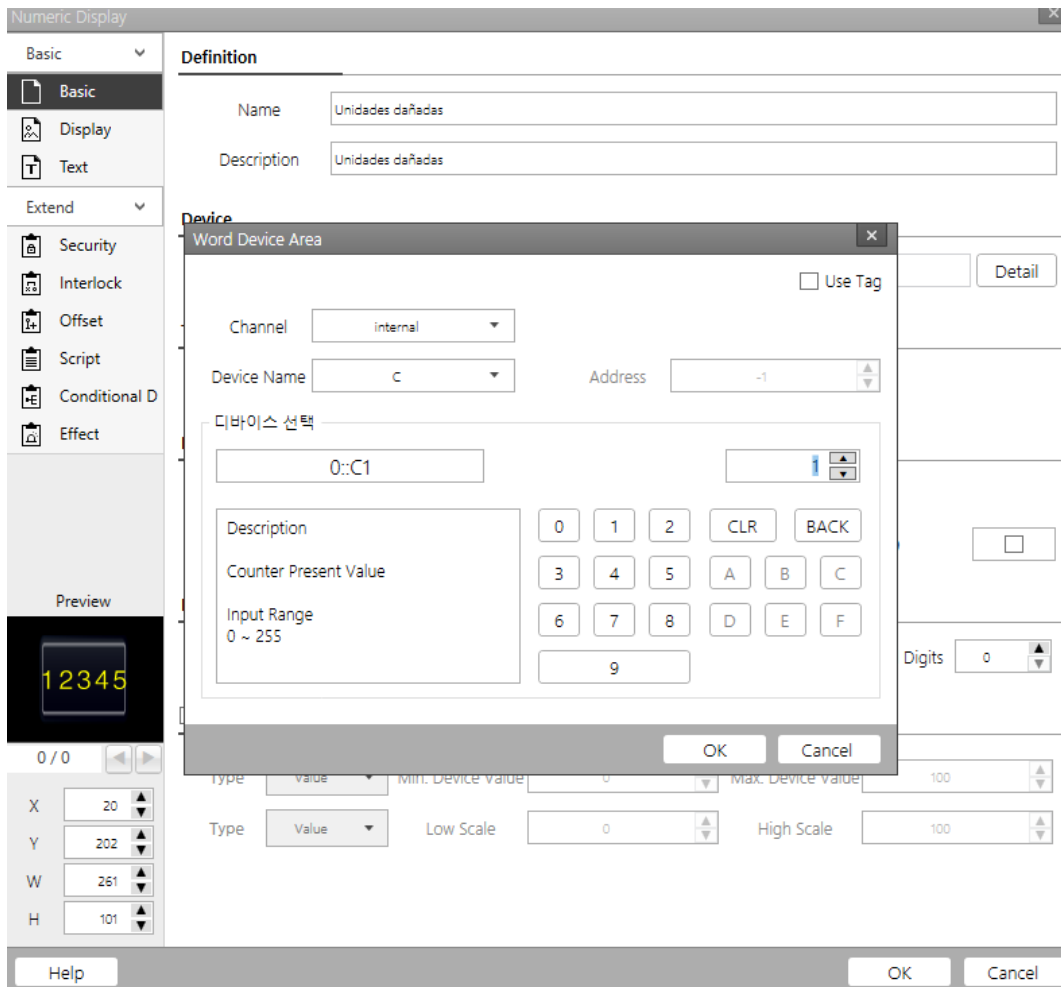 Numeric Display
Basic
Basic
Display
Text
Extend
Security
Interlock
Offset
Script
Conditional D
Effect
Preview
12345
0 / 0
X 20
Y 202
W 261
H 101
Definition
Name Unidades dañadas
Description Unidades dañadas
Device
Detail
Word Device Area
Use Tag
Channel internal
Device Name C Address -1
디바이스 선택
0::C1 1
Description
Counter Present Value
Input Range
0 ~ 255
0 1 2 CLR BACK
3 4 5 A B C
6 7 8 D E F
9
OK Cancel
Digits 0
Type Value Min. Device Value 0 Max. Device Value 100
Type Value Low Scale 0 High Scale 100
Help OK Cancel